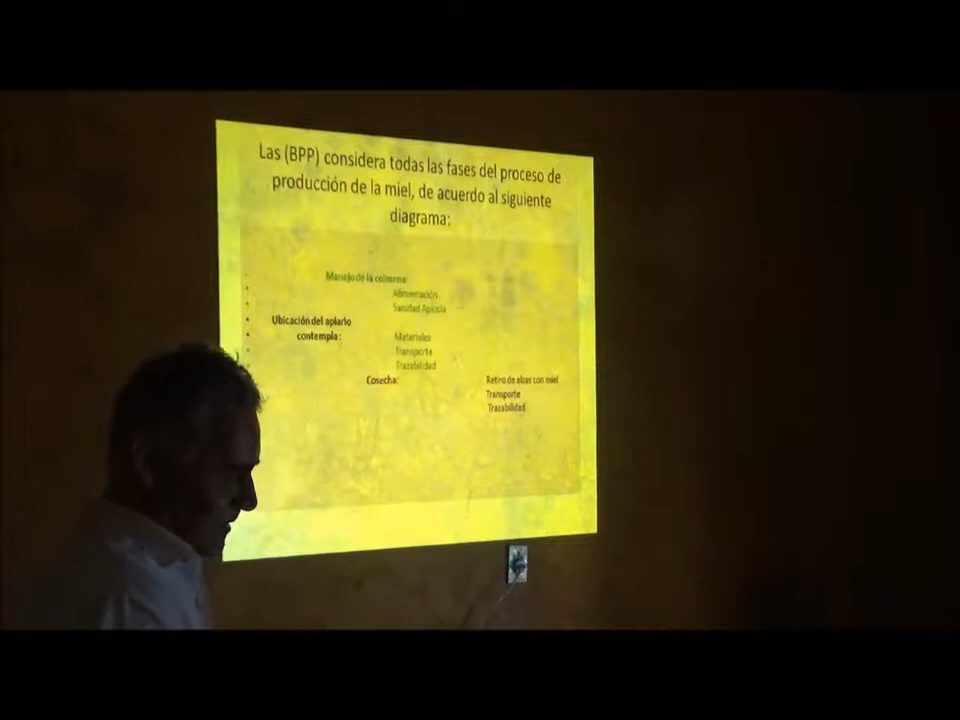 Las (BPP) considera todas las fases del proceso de
producción de la miel, de acuerdo al siguiente
diagrama:
Manejo de la colmena:
Alimentación
Sanidad Apícola
Ubicación del apiario
contempla:
Materiales
Transporte
Trazabilidad
Cosecha:
Retiro de alzas con miel
Transporte
Trazabilidad